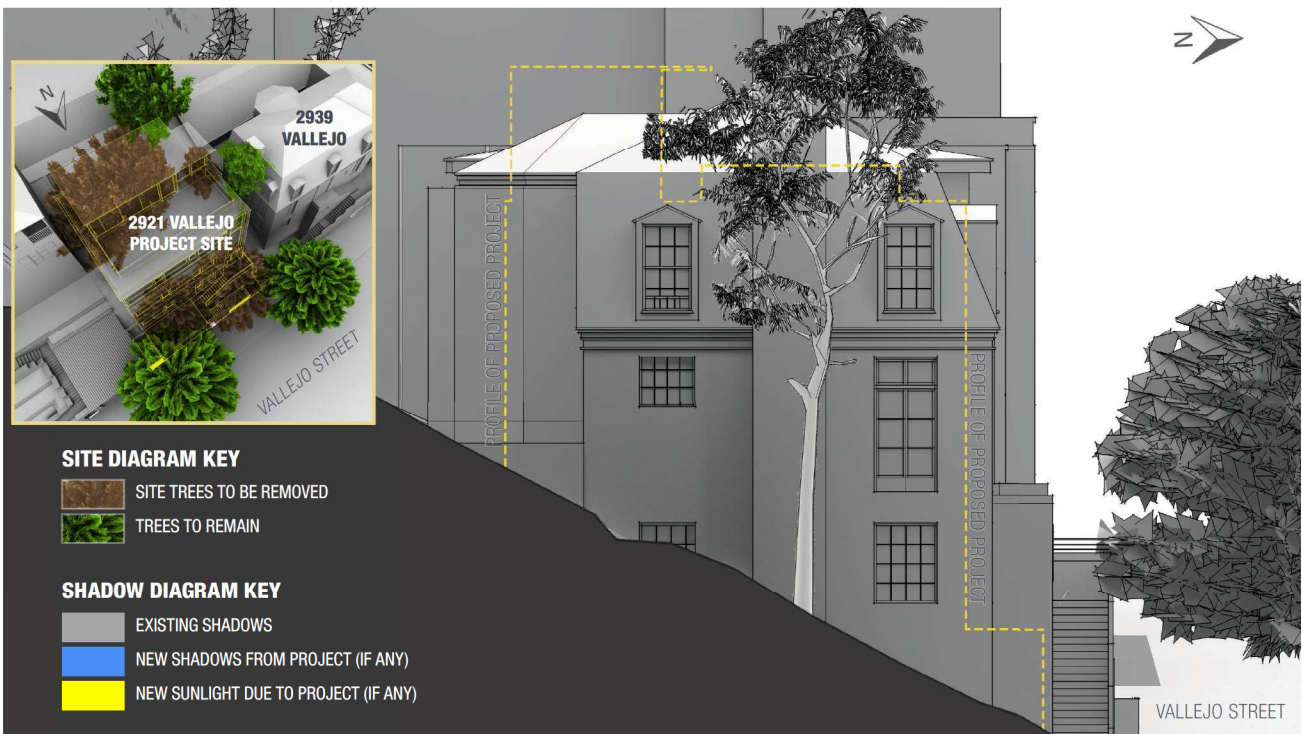 N
2939
VALLEJO
2921 VALLEJO
PROJECT SITE
VALLEJO STREET
SITE DIAGRAM KEY
SITE TREES TO BE REMOVED
TREES TO REMAIN
SHADOW DIAGRAM KEY
EXISTING SHADOWS
NEW SHADOWS FROM PROJECT (IF ANY)
NEW SUNLIGHT DUE TO PROJECT (IF ANY)
PROFILE OF PROPOSED PROJECT
PROFILE OF PROPOSED PROJECT
N
VALLEJO STREET